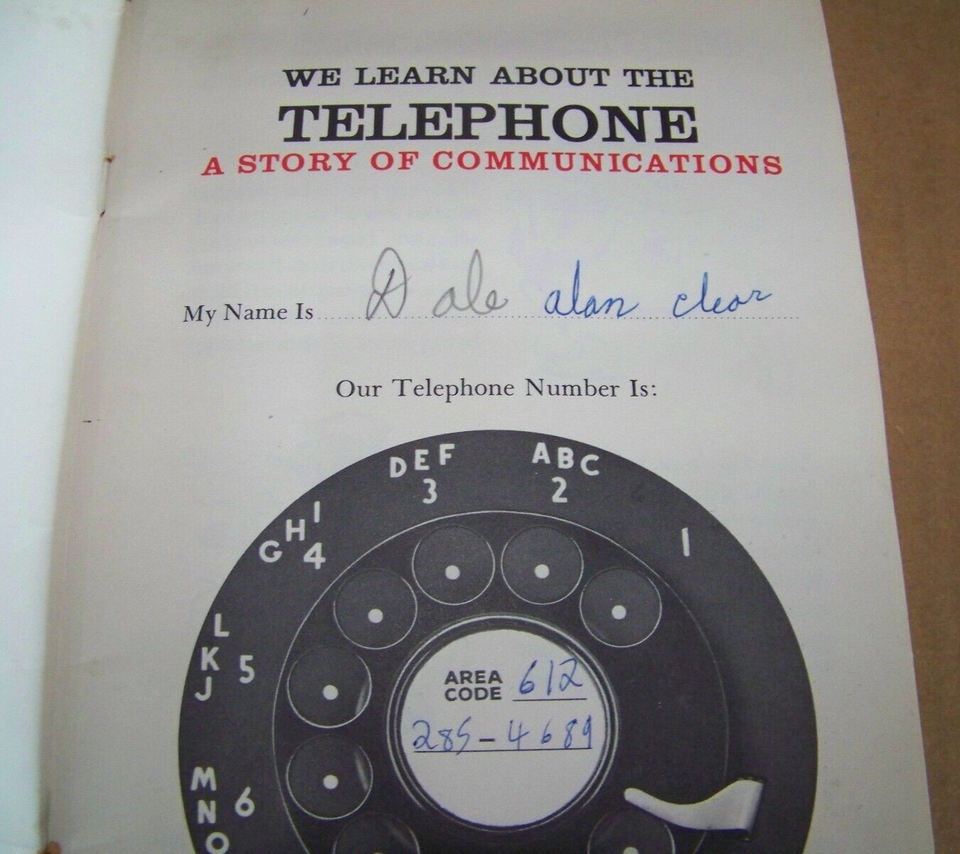 WE LEARN ABOUT THE
TELEPHONE
A STORY OF COMMUNICATIONS
My Name Is Dale alan clear
Our Telephone Number Is:
ABC
2
DEF
3
1
GHI
4
JKL
5
MNO
6
AREA CODE 612
285-4689